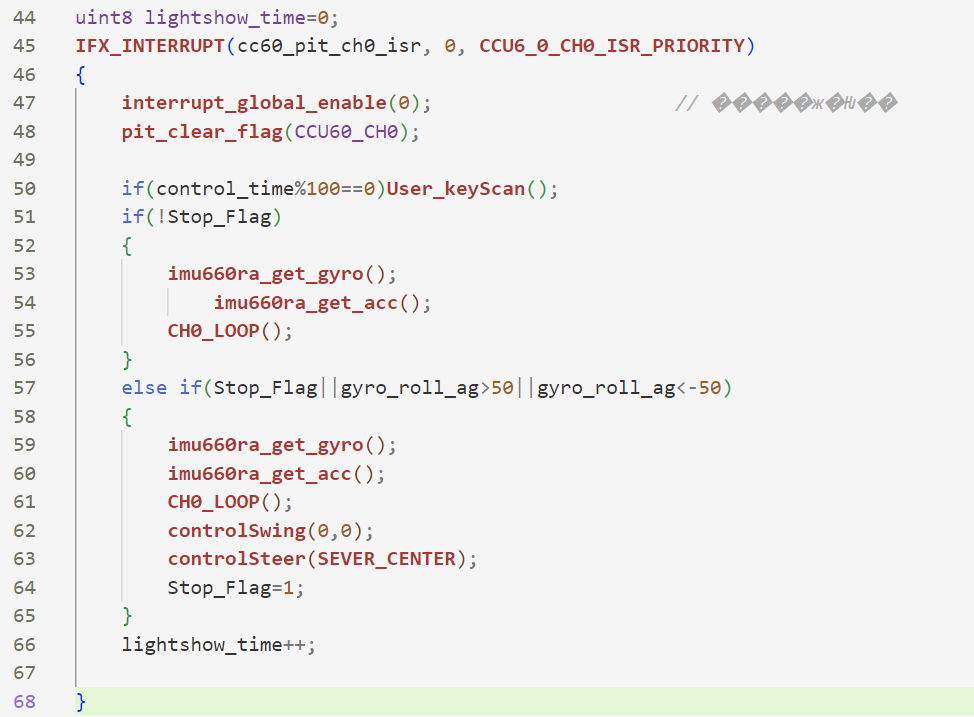 44 uint8 lightshow_time=0;
45 IFX_INTERRUPT(cc60_pit_ch0_isr, 0, CCU6_0_CH0_ISR_PRIORITY)
46 {
47     interrupt_global_enable(0);                     // �����ж�Ƕ��
48     pit_clear_flag(CCU60_CH0);
49
50     if(control_time%100==0)User_keyScan();
51     if(!Stop_Flag)
52     {
53         imu660ra_get_gyro();
54             imu660ra_get_acc();
55         CH0_LOOP();
56     }
57     else if(Stop_Flag||gyro_roll_ag>50||gyro_roll_ag<-50)
58     {
59         imu660ra_get_gyro();
60         imu660ra_get_acc();
61         CH0_LOOP();
62         controlSwing(0,0);
63         controlSteer(SEVER_CENTER);
64         Stop_Flag=1;
65     }
66     lightshow_time++;
67
68 }